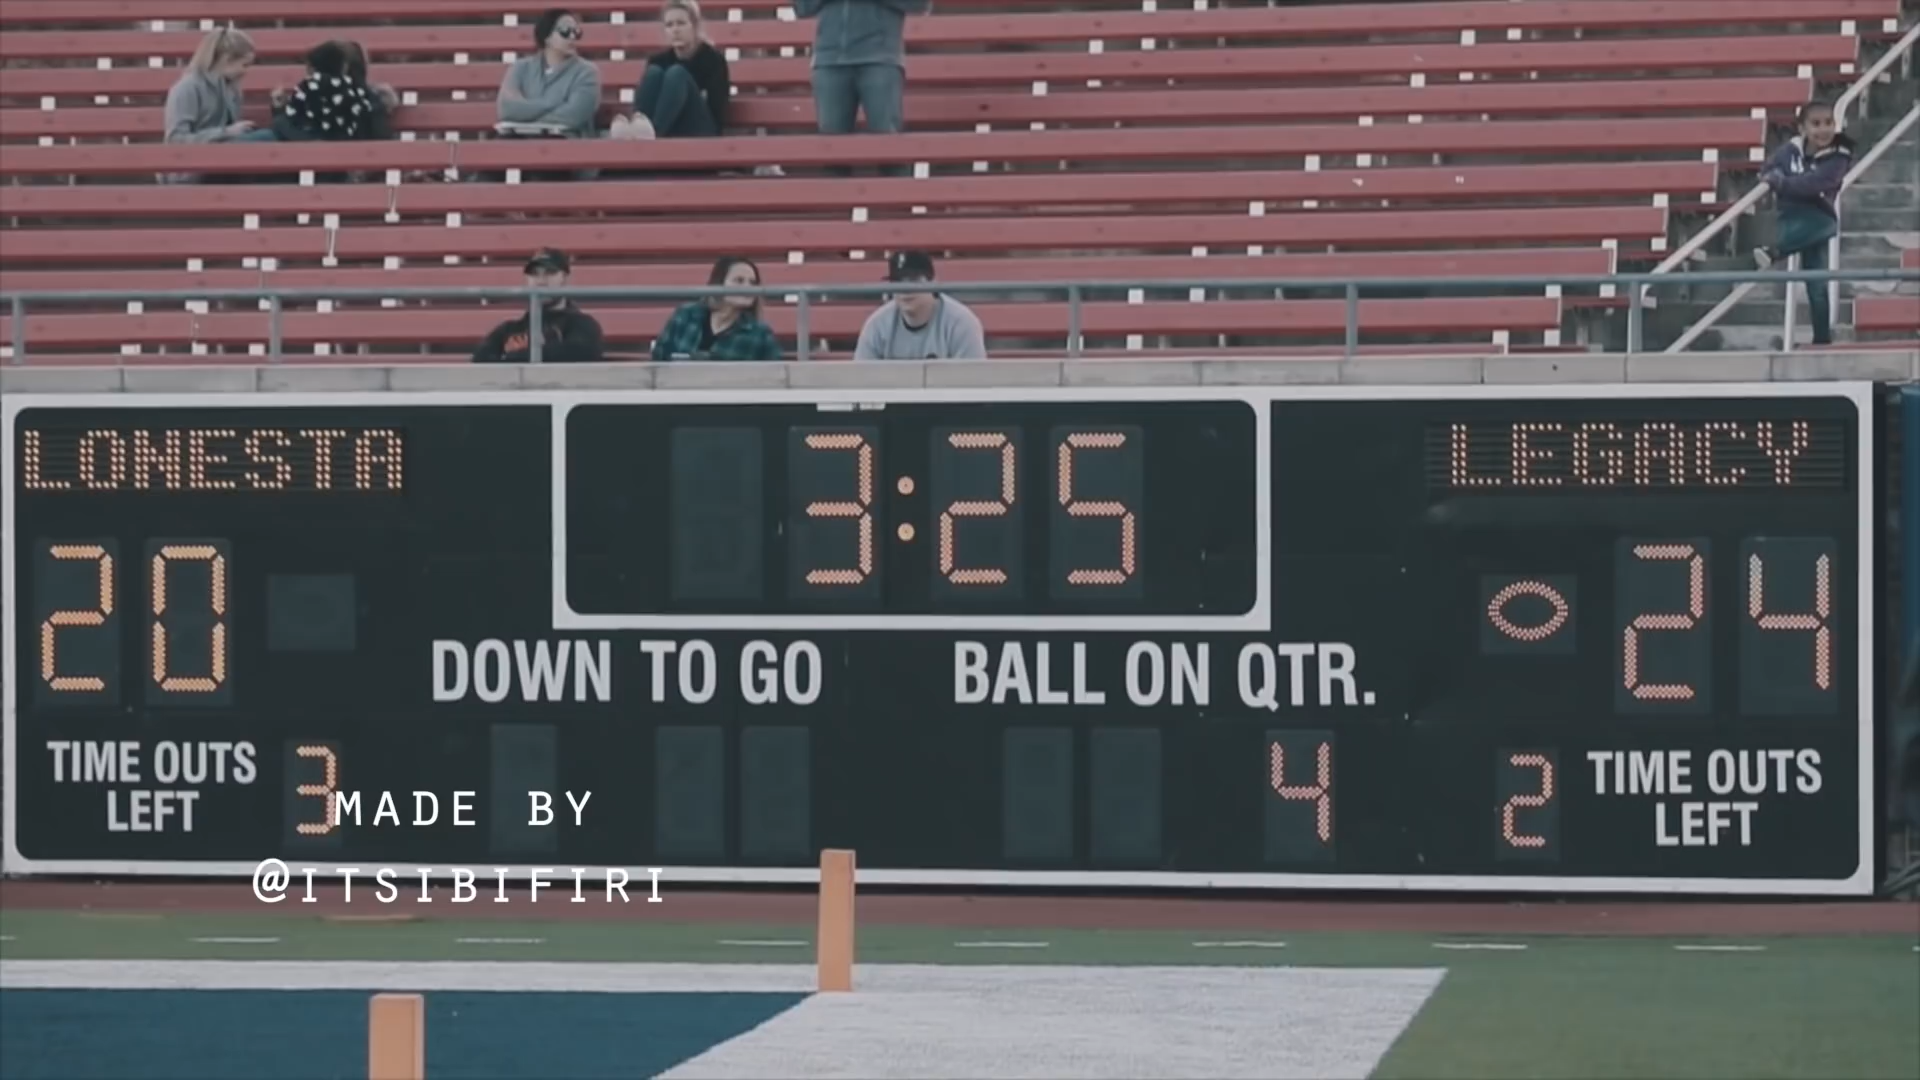 LONESTA
3:25
LEGACY
20
24
DOWN TO GO
BALL ON QTR.
TIME OUTS
LEFT
3
4
2
TIME OUTS
LEFT
MADE BY
@ITSIBIFIRI